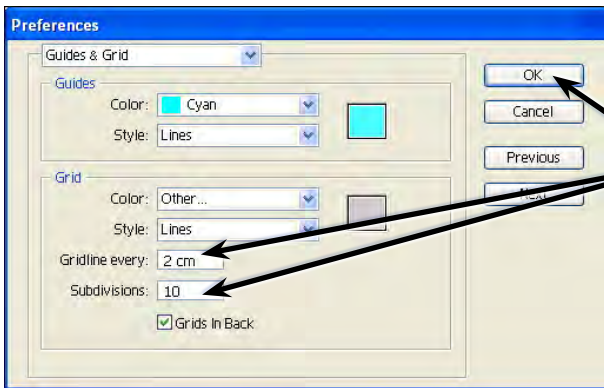 Preferences
Guides & Grid
Guides
Color: Cyan
Style: Lines
Grid
Color: Other...
Style: Lines
Gridline every: 2 cm
Subdivisions: 10
Grids In Back
OK
Cancel
Previous
Next